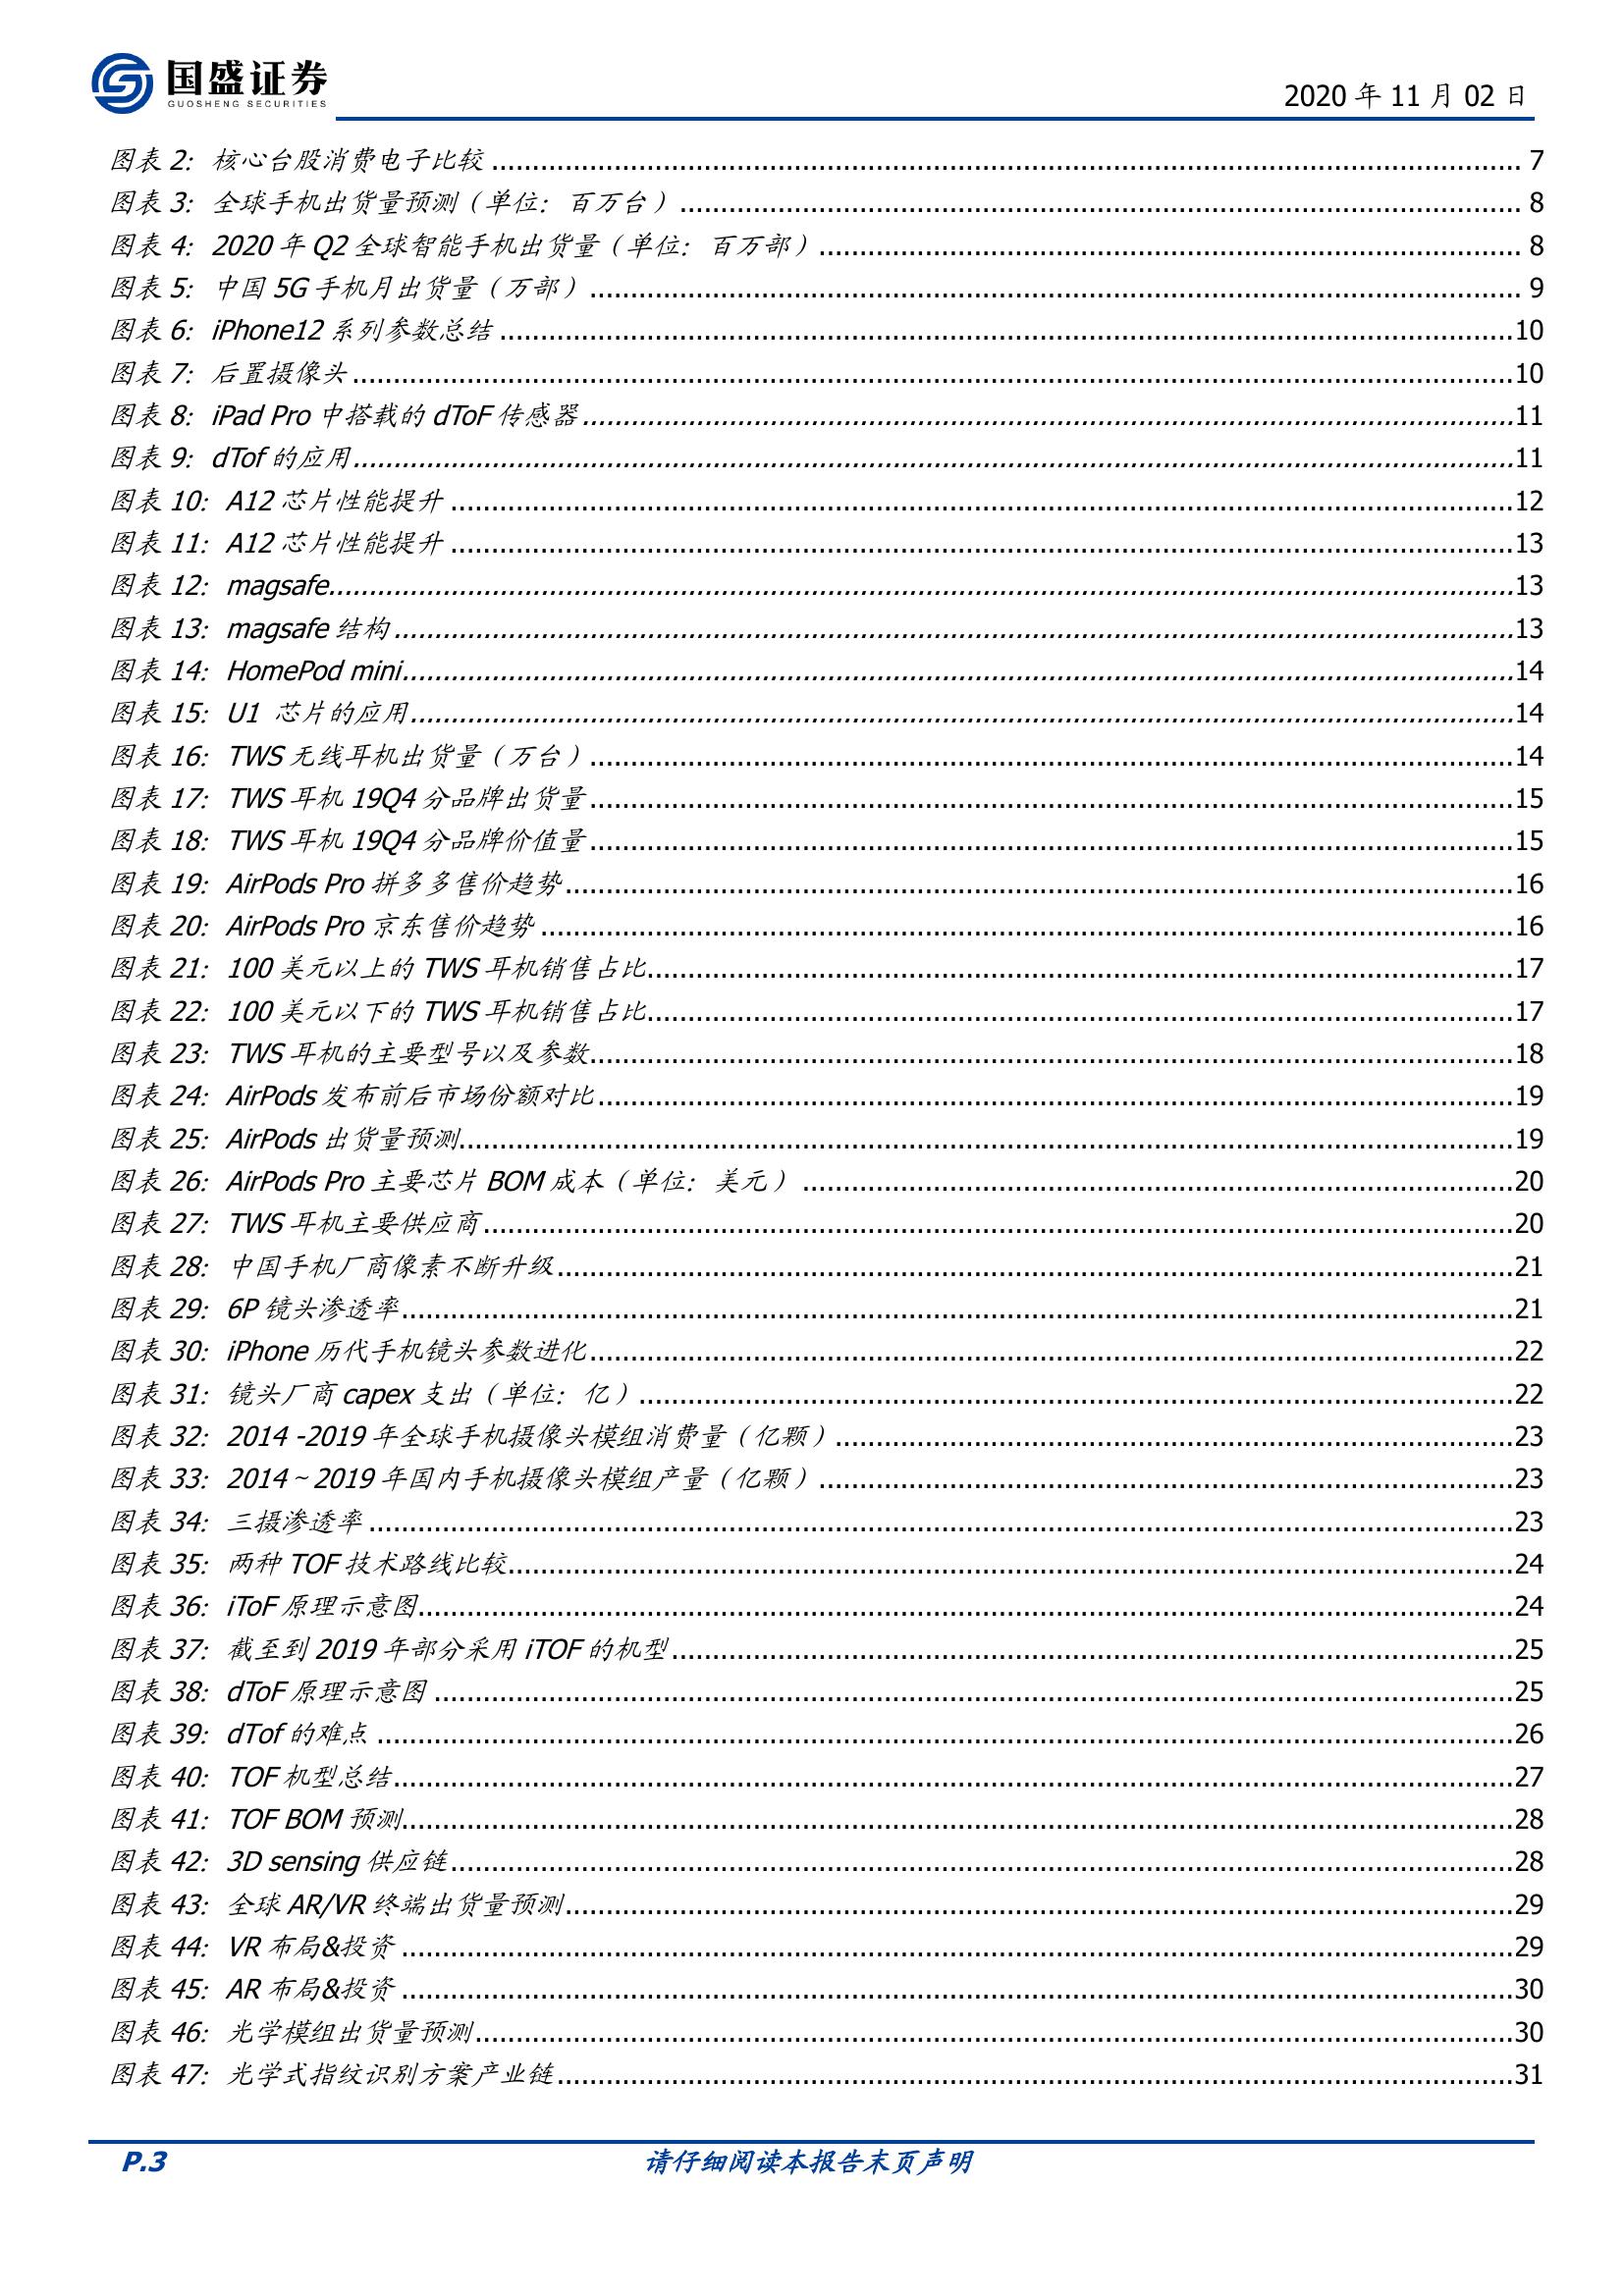 国盛证券
GUOSHENG SECURITIES
2020 年 11 月 02 日
图表 2：核心台股消费电子比较 ........ 7
图表 3：全球手机出货量预测（单位：百万台） ........ 8
图表 4：2020 年 Q2 全球智能手机出货量（单位：百万部） ........ 8
图表 5：中国 5G 手机月出货量（万部） ........ 9
图表 6：iPhone12 系列参数总结 ........ 10
图表 7：后置摄像头 ........ 10
图表 8：iPad Pro 中搭载的 dToF 传感器 ........ 11
图表 9：dTof 的应用 ........ 11
图表 10：A12 芯片性能提升 ........ 12
图表 11：A12 芯片性能提升 ........ 13
图表 12：magsafe ........ 13
图表 13：magsafe 结构 ........ 13
图表 14：HomePod mini ........ 14
图表 15：U1 芯片的应用 ........ 14
图表 16：TWS 无线耳机出货量（万台） ........ 14
图表 17：TWS 耳机 19Q4 分品牌出货量 ........ 15
图表 18：TWS 耳机 19Q4 分品牌价值量 ........ 15
图表 19：AirPods Pro 拼多多售价趋势 ........ 16
图表 20：AirPods Pro 京东售价趋势 ........ 16
图表 21：100 美元以上的 TWS 耳机销售占比 ........ 17
图表 22：100 美元以下的 TWS 耳机销售占比 ........ 17
图表 23：TWS 耳机的主要型号以及参数 ........ 18
图表 24：AirPods 发布前后市场份额对比 ........ 19
图表 25：AirPods 出货量预测 ........ 19
图表 26：AirPods Pro 主要芯片 BOM 成本（单位：美元） ........ 20
图表 27：TWS 耳机主要供应商 ........ 20
图表 28：中国手机厂商像素不断升级 ........ 21
图表 29：6P 镜头渗透率 ........ 21
图表 30：iPhone 历代手机镜头参数进化 ........ 22
图表 31：镜头厂商 capex 支出（单位：亿） ........ 22
图表 32：2014 -2019 年全球手机摄像头模组消费量（亿颗） ........ 23
图表 33：2014～2019 年国内手机摄像头模组产量（亿颗） ........ 23
图表 34：三摄渗透率 ........ 23
图表 35：两种 TOF 技术路线比较 ........ 24
图表 36：iToF 原理示意图 ........ 24
图表 37：截至到 2019 年部分采用 iTOF 的机型 ........ 25
图表 38：dToF 原理示意图 ........ 25
图表 39：dTof 的难点 ........ 26
图表 40：TOF 机型总结 ........ 27
图表 41：TOF BOM 预测 ........ 28
图表 42：3D sensing 供应链 ........ 28
图表 43：全球 AR/VR 终端出货量预测 ........ 29
图表 44：VR 布局&投资 ........ 29
图表 45：AR 布局&投资 ........ 30
图表 46：光学模组出货量预测 ........ 30
图表 47：光学式指纹识别方案产业链 ........ 31
P.3
请仔细阅读本报告末页声明